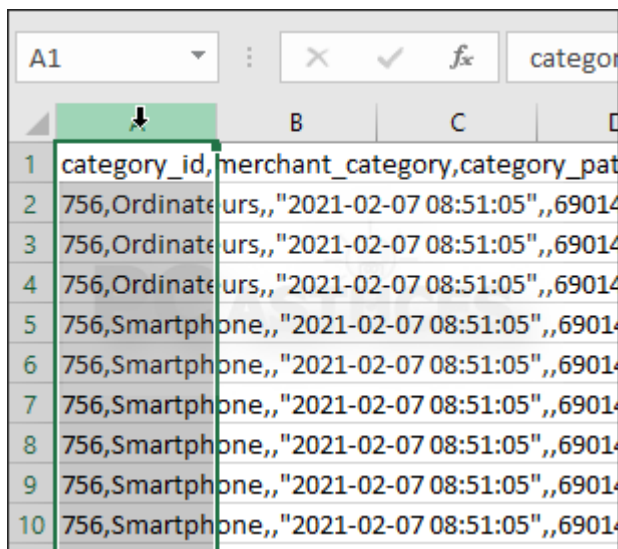 A1 fx categor
A B C D
1 category_id,merchant_category,category_pat
2 756,Ordinateurs,,"2021-02-07 08:51:05",,69014
3 756,Ordinateurs,,"2021-02-07 08:51:05",,69014
4 756,Ordinateurs,,"2021-02-07 08:51:05",,69014
5 756,Smartphone,,"2021-02-07 08:51:05",,69014
6 756,Smartphone,,"2021-02-07 08:51:05",,69014
7 756,Smartphone,,"2021-02-07 08:51:05",,69014
8 756,Smartphone,,"2021-02-07 08:51:05",,69014
9 756,Smartphone,,"2021-02-07 08:51:05",,69014
10 756,Smartphone,,"2021-02-07 08:51:05",,69014